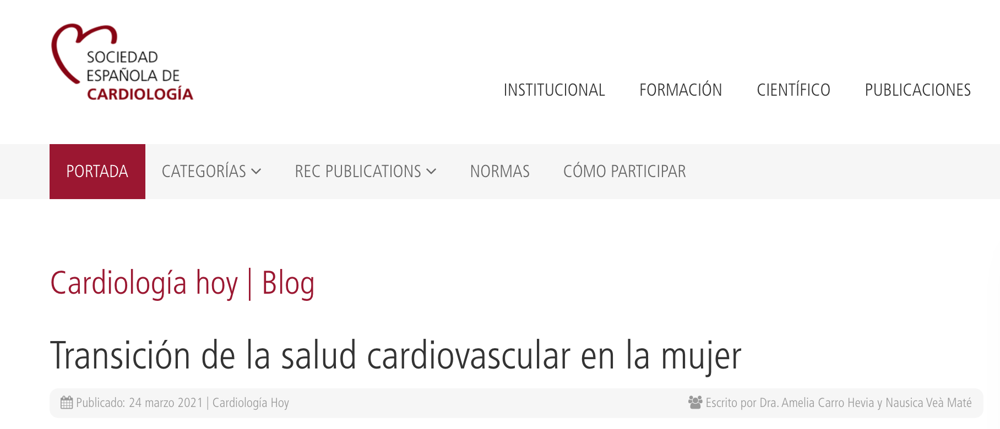 SOCIEDAD
ESPAÑOLA DE
CARDIOLOGÍA
INSTITUCIONAL FORMACIÓN CIENTÍFICO PUBLICACIONES
PORTADA CATEGORÍAS REC PUBLICATIONS NORMAS CÓMO PARTICIPAR
Cardiología hoy | Blog
Transición de la salud cardiovascular en la mujer
Publicado: 24 marzo 2021 | Cardiología Hoy Escrito por Dra. Amelia Carro Hevia y Nausica Veà Maté